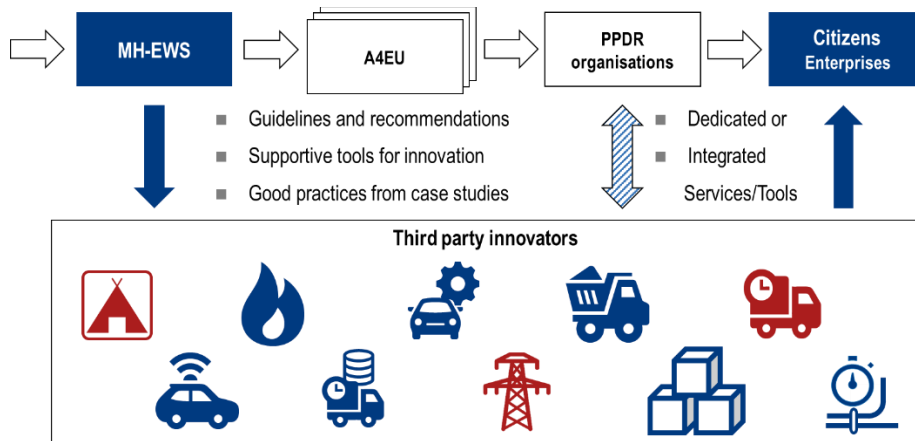 MH-EWS
A4EU
PPDR
organisations
Citizens
Enterprises
Guidelines and recommendations
Supportive tools for innovation
Good practices from case studies
Dedicated or
Integrated
Services/Tools
Third party innovators